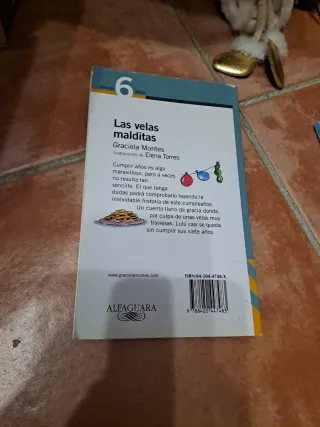 6
Las velas
malditas
Graciela Montes
Ilustraciones de Elena Torres
Cumplir años es algo
maravilloso, pero a veces
no resulta tan
sencillo. El que tenga
dudas podrá comprobarlo leyendo la
inolvidable historia de este cumpleaños.
Un cuento lleno de gracia donde,
por culpa de unas velas muy
traviesas, Lulú casi se queda
sin cumplir sus siete años.
www.gracielamontes.com
ALFAGUARA